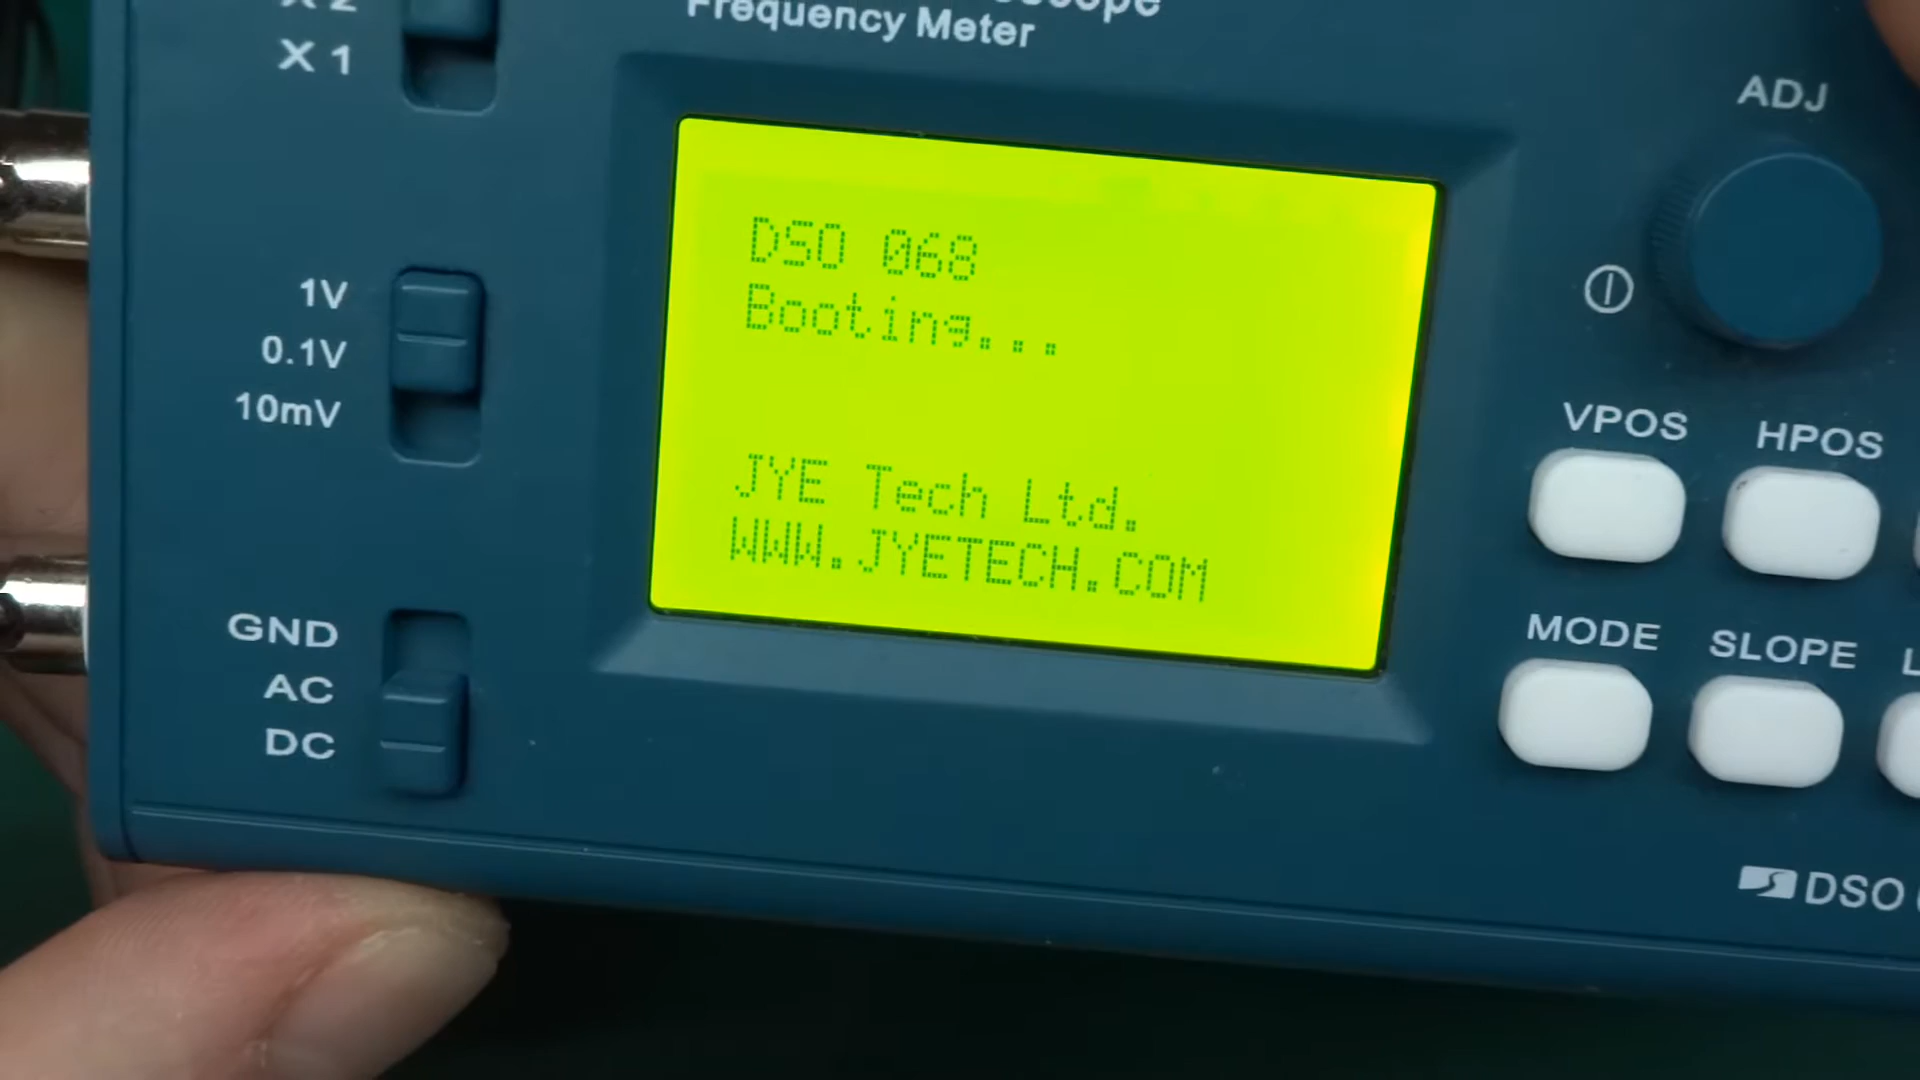 X 2
X 1
Frequency Meter
ADJ
1V
0.1V
10mV
DSO 068
Booting...
JYE Tech Ltd.
WWW.JYETECH.COM
VPOS
HPOS
GND
AC
DC
MODE
SLOPE
DSO